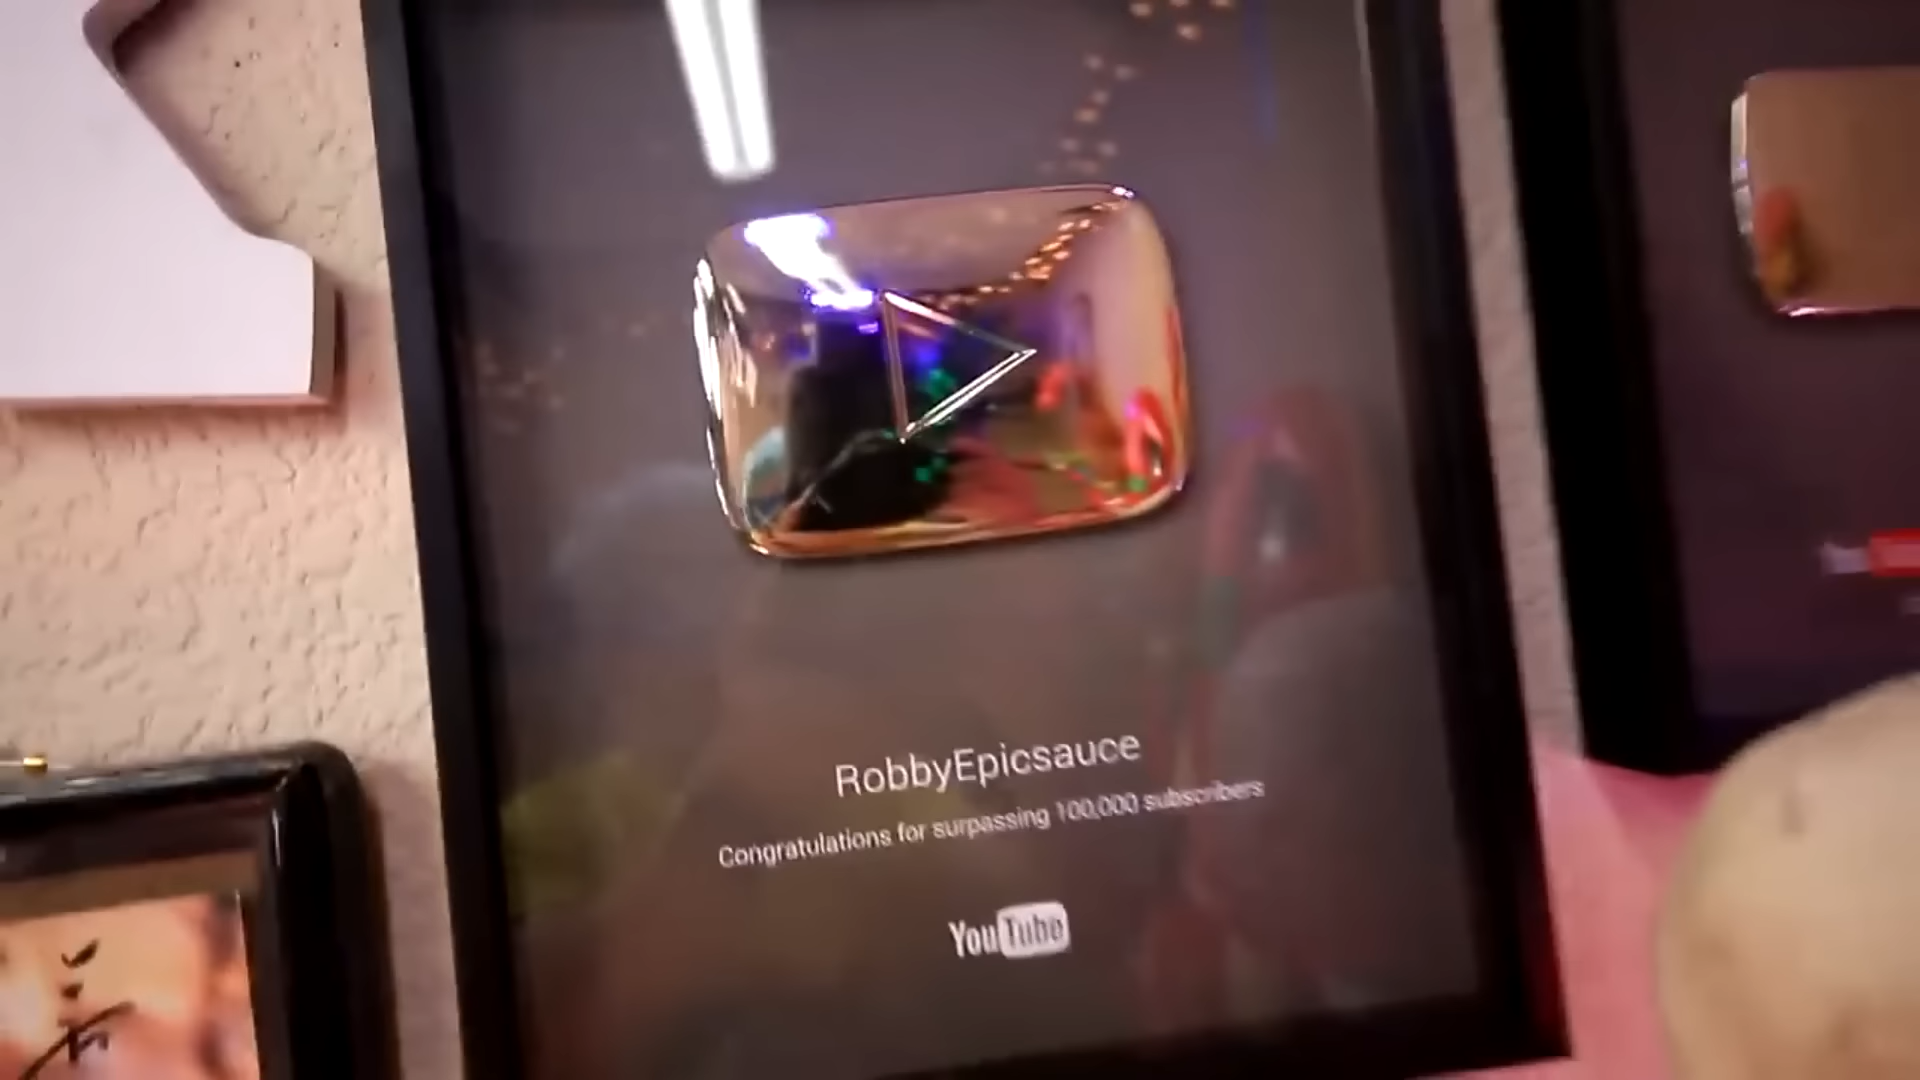 RobbyEpicsauce
Congratulations for surpassing 100,000 subscribers
YouTube